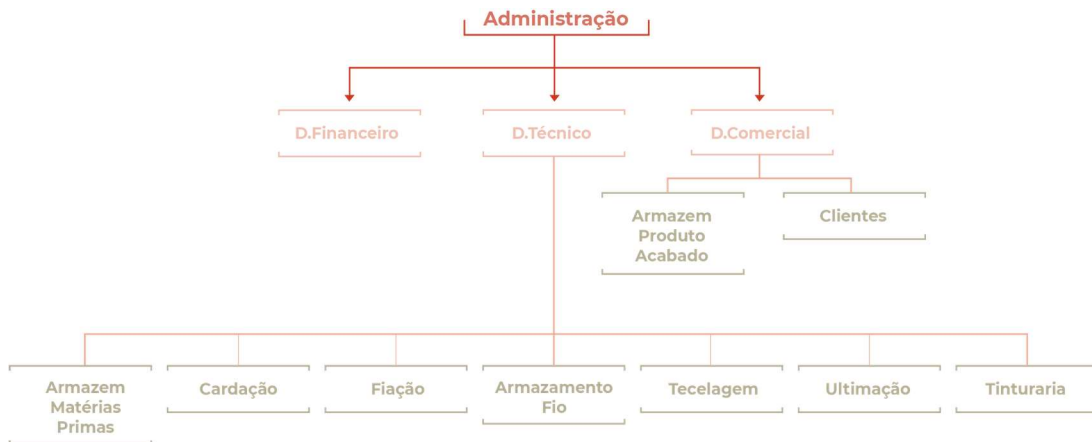 Administração
D.Financeiro
D.Técnico
D.Comercial
Armazem
Produto
Acabado
Clientes
Armazem
Matérias
Primas
Cardação
Fiação
Armazamento
Fio
Tecelagem
Ultimação
Tinturaria